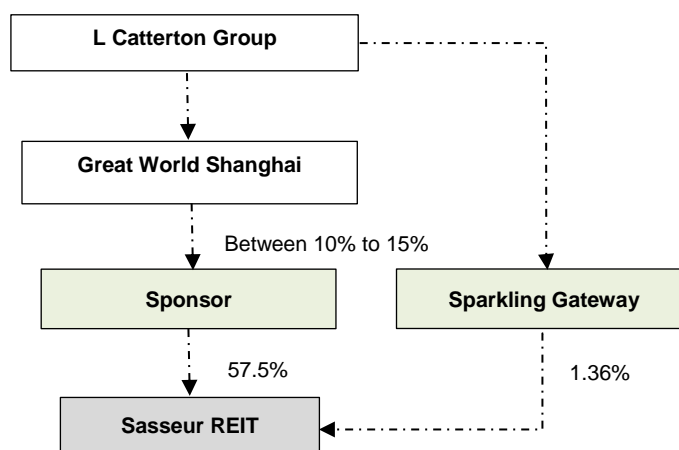 L Catterton Group
Great World Shanghai
Between 10% to 15%
Sponsor
Sparkling Gateway
57.5%
1.36%
Sasseur REIT